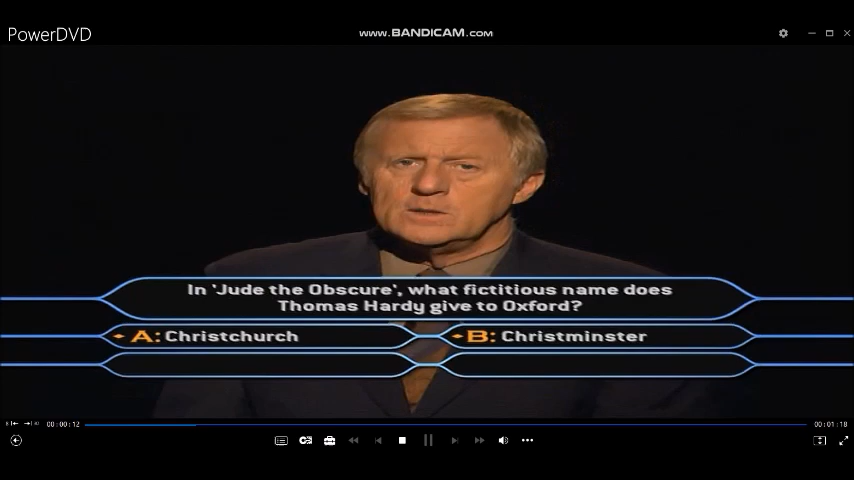 PowerDVD
WWW.BANDICAM.COM
In 'Jude the Obscure', what fictitious name does
Thomas Hardy give to Oxford?
A: Christchurch
B: Christminster
00:00:12
00:01:18